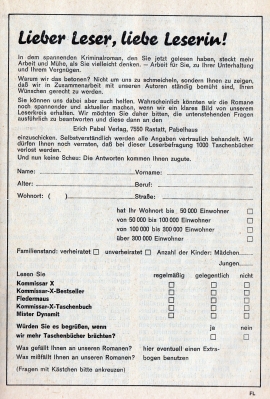 Lieber Leser, liebe Leserin!
In dem spannenden Kriminalroman, den Sie jetzt gelesen haben, steckt mehr
Arbeit und Mühe, als Sie vielleicht denken. — Arbeit für Sie, zu Ihrer Unterhaltung
und Ihrem Vergnügen.
Warum wir das betonen? Nicht um uns zu schmeicheln, sondern Ihnen zu zeigen,
daß wir in Zusammenarbeit mit unseren Autoren ständig bemüht sind, Ihren
Wünschen gerecht zu werden.
Sie können uns dabei aber auch helfen. Wahrscheinlich könnten wir die Romane
noch spannender und aktueller machen, wenn wir ein klares Bild von unserem
Leserkreis erhalten. Wir möchten Sie daher bitten, die untenstehenden Fragen
ausführlich zu beantworten und diese dann an den
Erich Pabel Verlag, 7550 Rastatt, Pabelhaus
einzuschicken. Selbstverständlich werden alle Angaben vertraulich behandelt. Wir
dürfen Ihnen noch verraten, daß bei dieser Leserbefragung 1000 Taschenbücher
verlost werden.
Und nun keine Scheu: Die Antworten kommen Ihnen zugute.
Name: Vorname:
Alter: Beruf:
Wohnort: ( ) Straße:
hat Ihr Wohnort bis 50 000 Einwohner
von 50 000 bis 100 000 Einwohner
von 100 000 bis 300 000 Einwohner
über 300 000 Einwohner
Familienstand: verheiratet unverheiratet Anzahl der Kinder: Mädchen
Jungen
Lesen Sie regelmäßig gelegentlich nicht
Kommissar X
Kommissar-X-Bestseller
Fledermaus
Kommissar-X-Taschenbuch
Mister Dynamit
Würden Sie es begrüßen, wenn ja nein
wir mehr Taschenbücher brächten?
Was gefällt Ihnen an unseren Romanen? hier eventuell einen Extra-
Was mißfällt Ihnen an unseren Romanen? bogen benutzen
(Fragen mit Kästchen bitte ankreuzen)
FL